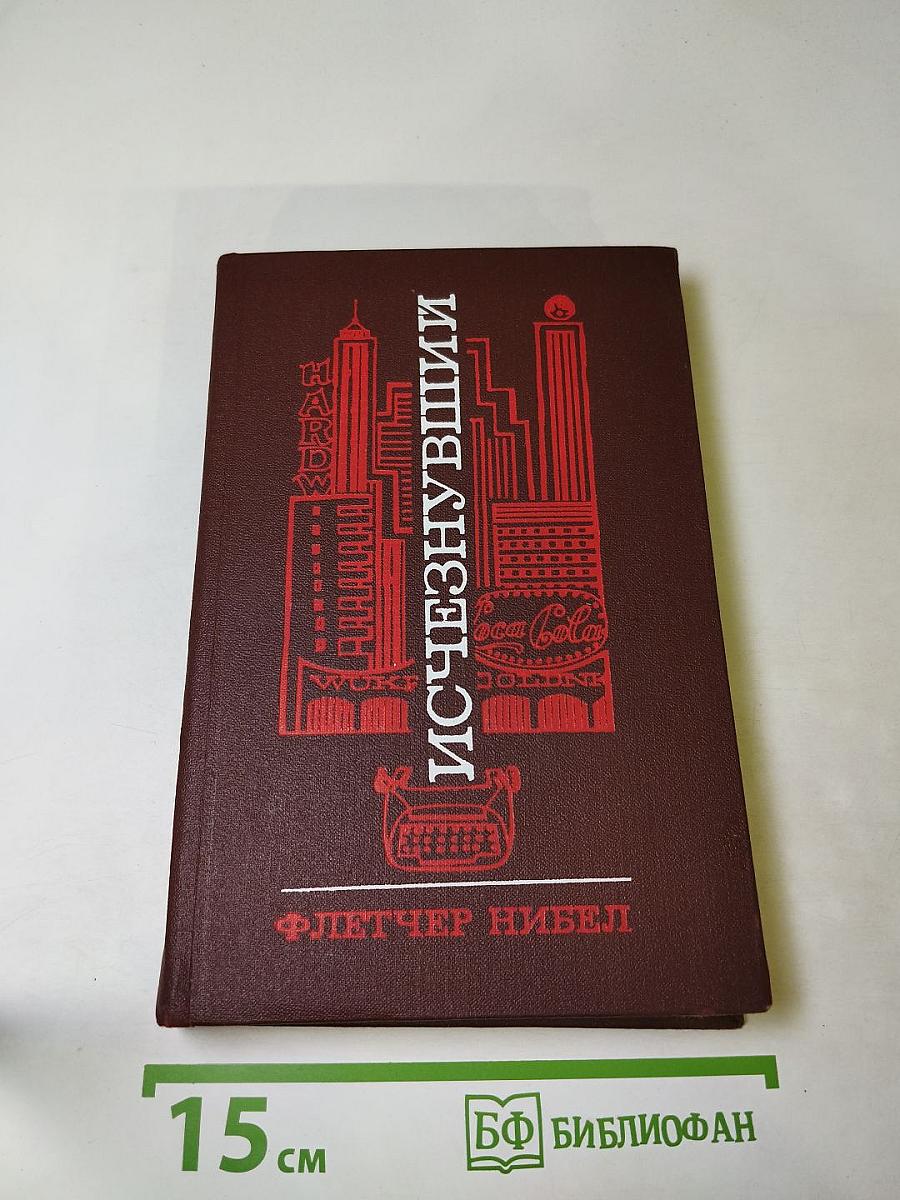 HARDW
ИСЧЕЗНУВШИЙ
Coca Cola
ФЛЕТЧЕР НИБЕЛ
15 см
БФ БИБЛИОФАН